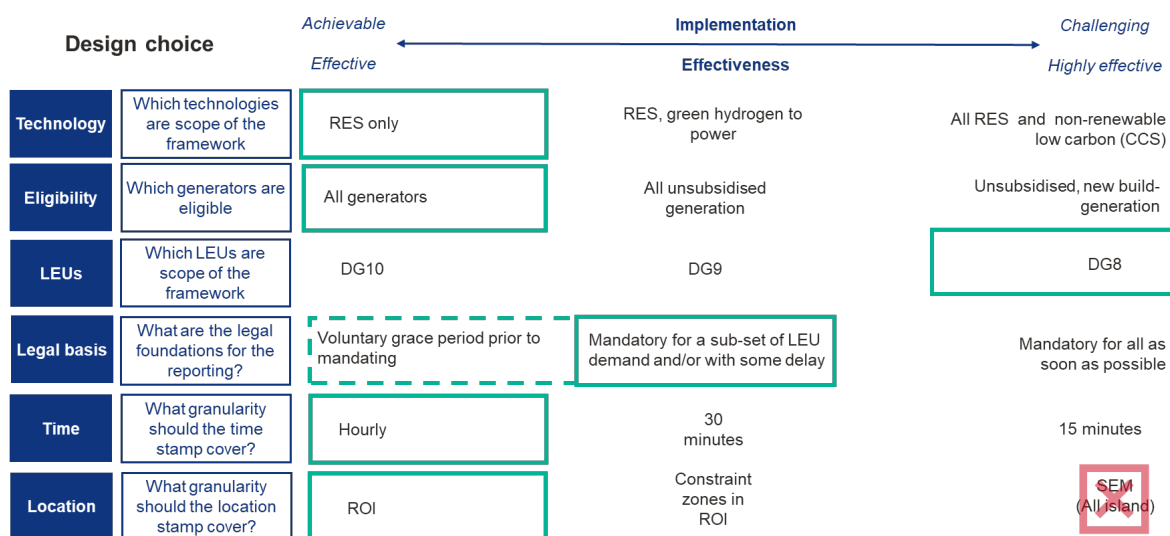 Design choice
Achievable
Implementation
Challenging
Effective
Effectiveness
Highly effective
Technology
Which technologies
are scope of the
framework
RES only
RES, green hydrogen to
power
All RES and non-renewable
low carbon (CCS)
Eligibility
Which generators are
eligible
All generators
All unsubsidised
generation
Unsubsidised, new build-
generation
LEUs
Which LEUs are
scope of the
framework
DG10
DG9
DG8
Legal basis
What are the legal
foundations for the
reporting?
Voluntary grace period prior to
mandating
Mandatory for a sub-set of LEU
demand and/or with some delay
Mandatory for all as
soon as possible
Time
What granularity
should the time
stamp cover?
Hourly
30
minutes
15 minutes
Location
What granularity
should the location
stamp cover?
ROI
Constraint
zones in
ROI
SEM
(All island)